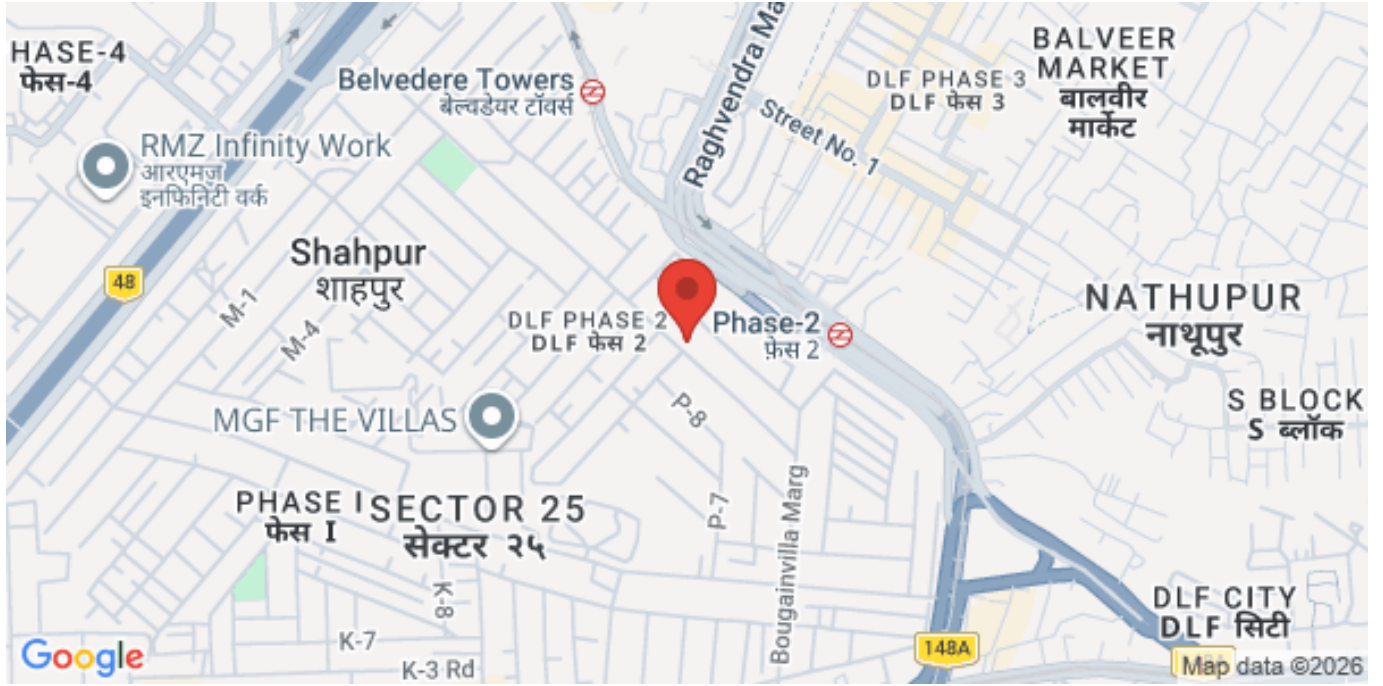 HASE-4
फेस-4
Belvedere Towers
बेल्वडेयर टॉवर्स
Raghvendra Ma
DLF PHASE 3
DLF फेस 3
BALVEER
MARKET
बालवीर
मार्केट
Street No. 1
RMZ Infinity Work
आरएमज़
इनफिनिटी वर्क
Shahpur
शाहपुर
48
M-1
M-4
DLF PHASE 2
DLF फेस 2
Phase-2
फ़ेस 2
NATHUPUR
नाथूपुर
S BLOCK
S ब्लॉक
MGF THE VILLAS
P-8
PHASE I
फेस I
SECTOR 25
सेक्टर २५
P-7
Bougainvilla Marg
K-8
K-7
K-3 Rd
148A
DLF CITY
DLF सिटी
Google
Map data ©2026